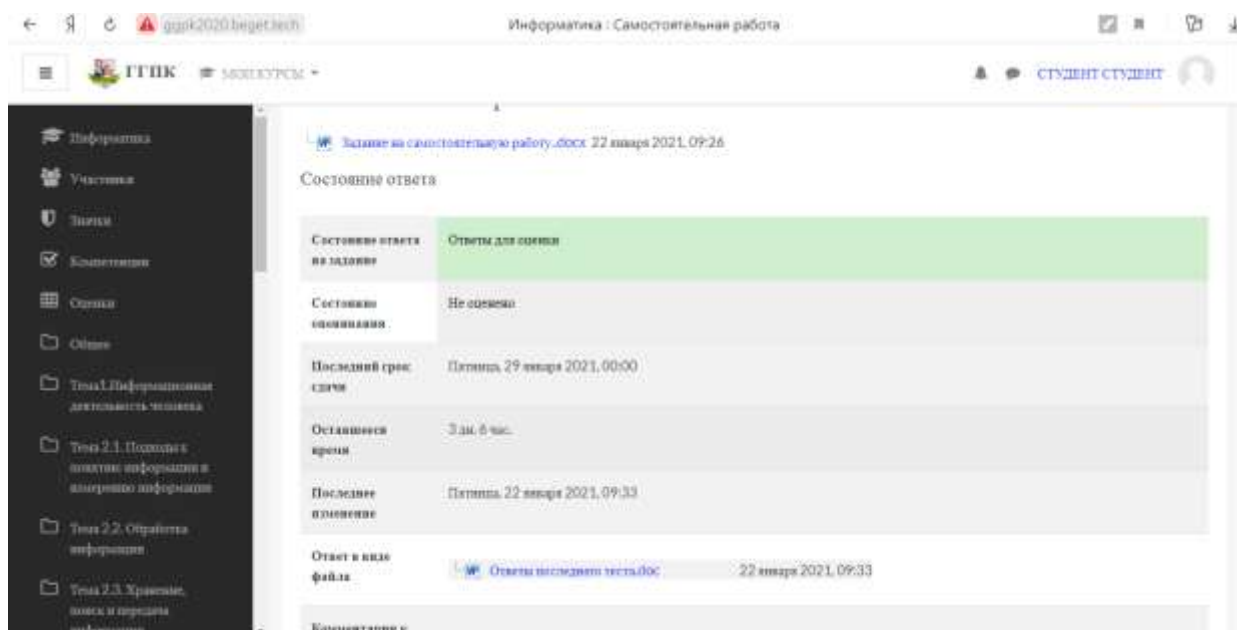 Я
ggpk2020.beget.tech
Информатика : Самостоятельная работа
ГГПК
МОИ КУРСЫ
СТУДЕНТ СТУДЕНТ
Информатика
Участники
Значки
Компетенции
Оценки
Общее
Тема1.Информационная
деятельность человека
Тема 2.1. Подходы к
понятию информации и
измерению информации
Тема 2.2. Обработка
информации
Тема 2.3. Хранение,
поиск и передача
информации
Задание на самостоятельную работу..docx 22 января 2021, 09:26
Состояние ответа
Состояние ответа
на задание
Ответы для оценки
Состояние
оценивания
Не оценено
Последний срок
сдачи
Пятница, 29 января 2021, 00:00
Оставшееся
время
3 дн. 6 час.
Последнее
изменение
Пятница, 22 января 2021, 09:33
Ответ в виде
файла
Ответы последнего теста.doc 22 января 2021, 09:33
Комментарии к